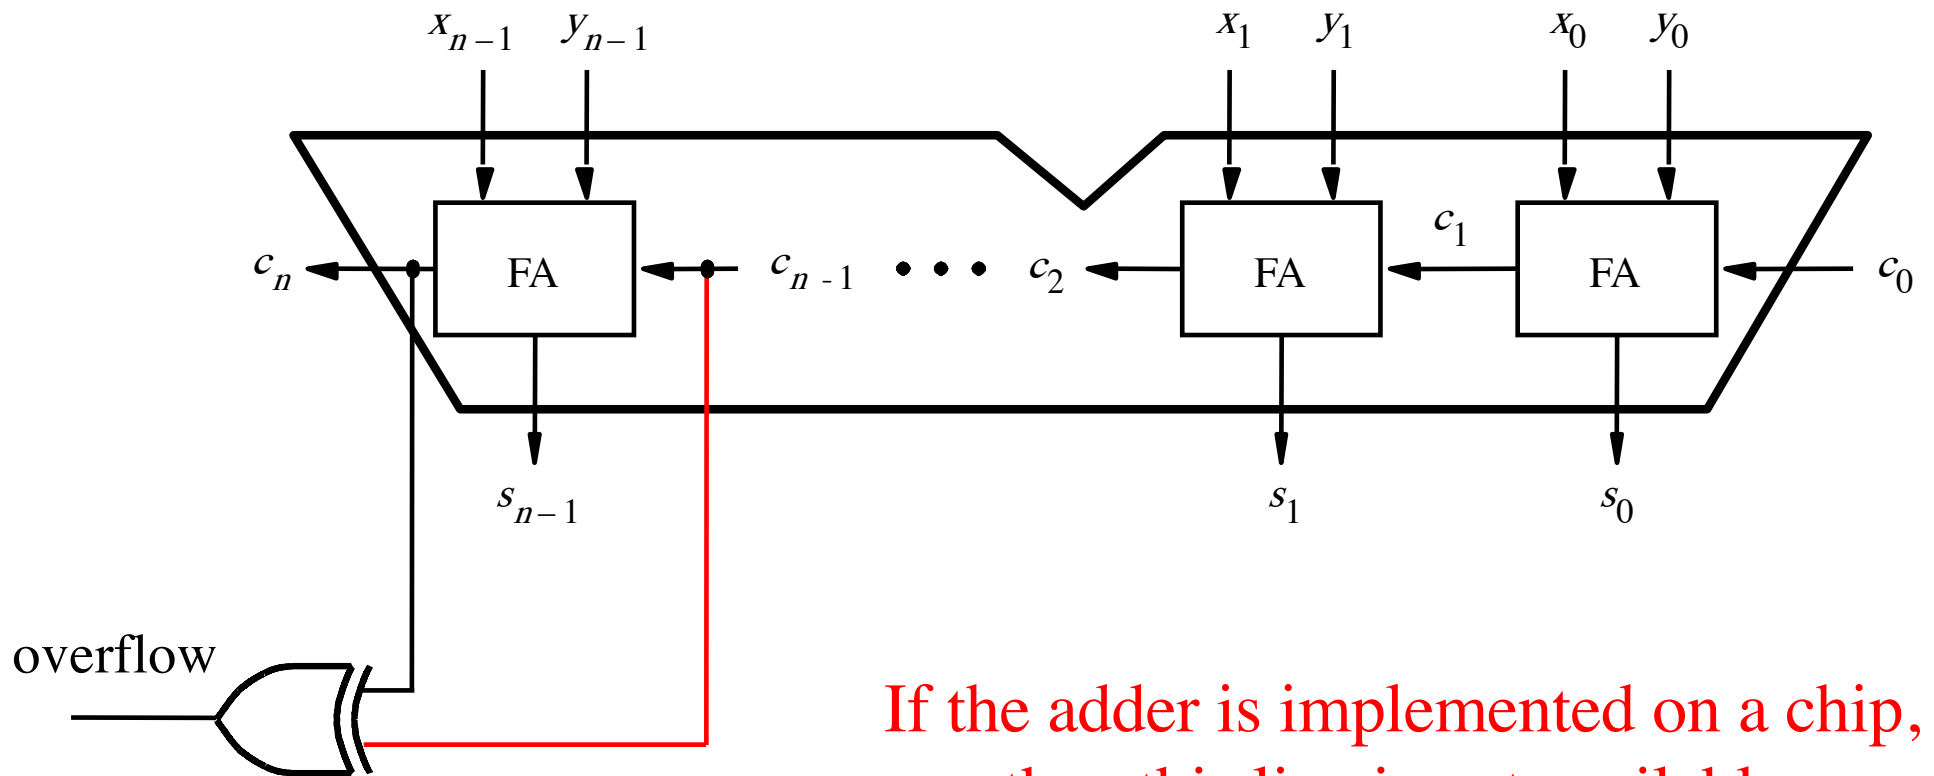 x_{n-1} y_{n-1} x_1 y_1 x_0 y_0
c_1
c_n FA c_{n-1} • • • c_2 FA FA c_0
s_{n-1} s_1 s_0
overflow
If the adder is implemented on a chip,